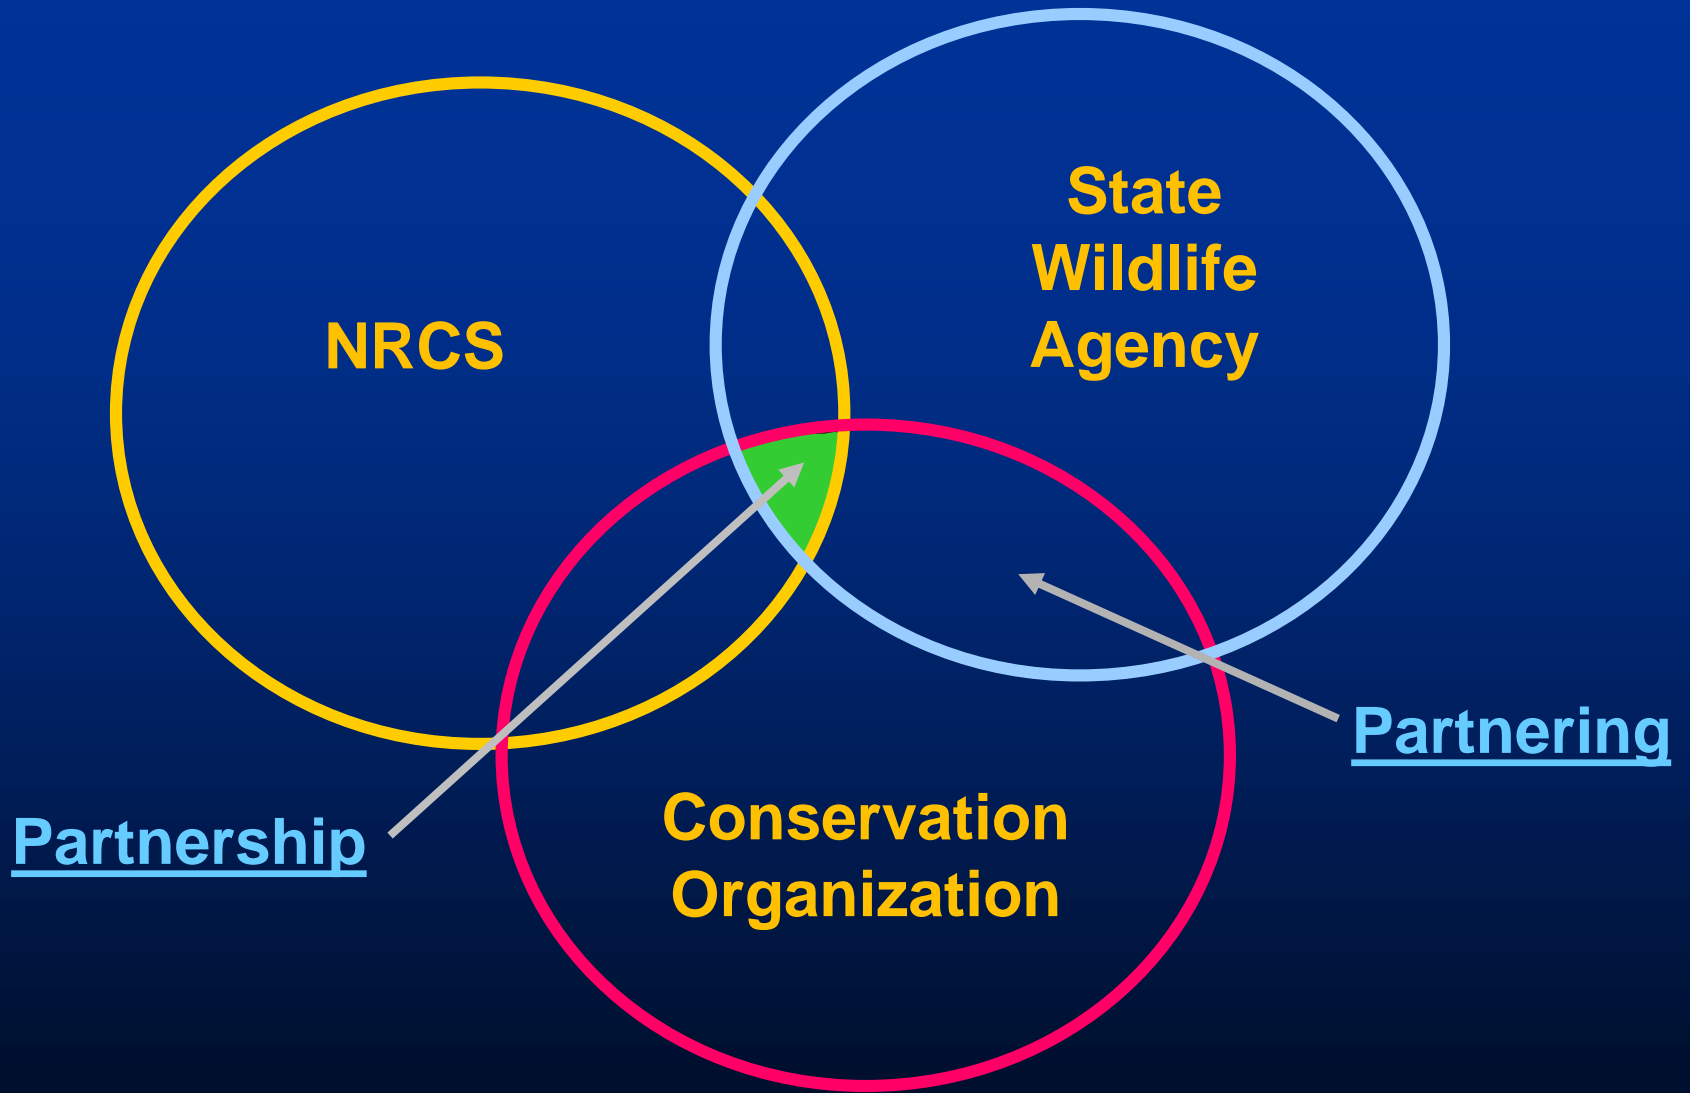 NRCS
State
Wildlife
Agency
Partnering
Partnership
Conservation
Organization